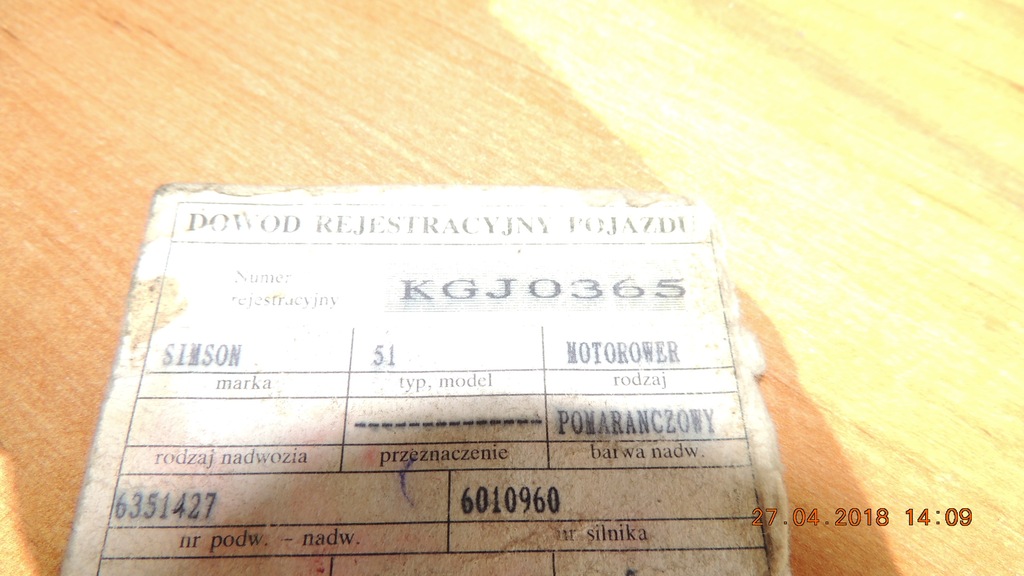 DOWOD REJESTRACYJNY POJAZDU
Numer
rejestracyjny
KGJ0365
SIMSON 51 MOTOROWER
marka typ, model rodzaj
------------- POMARANCZOWY
rodzaj nadwozia przeznaczenie barwa nadw.
6351427 6010960
nr podw. - nadw. nr silnika
27.04.2018 14:09